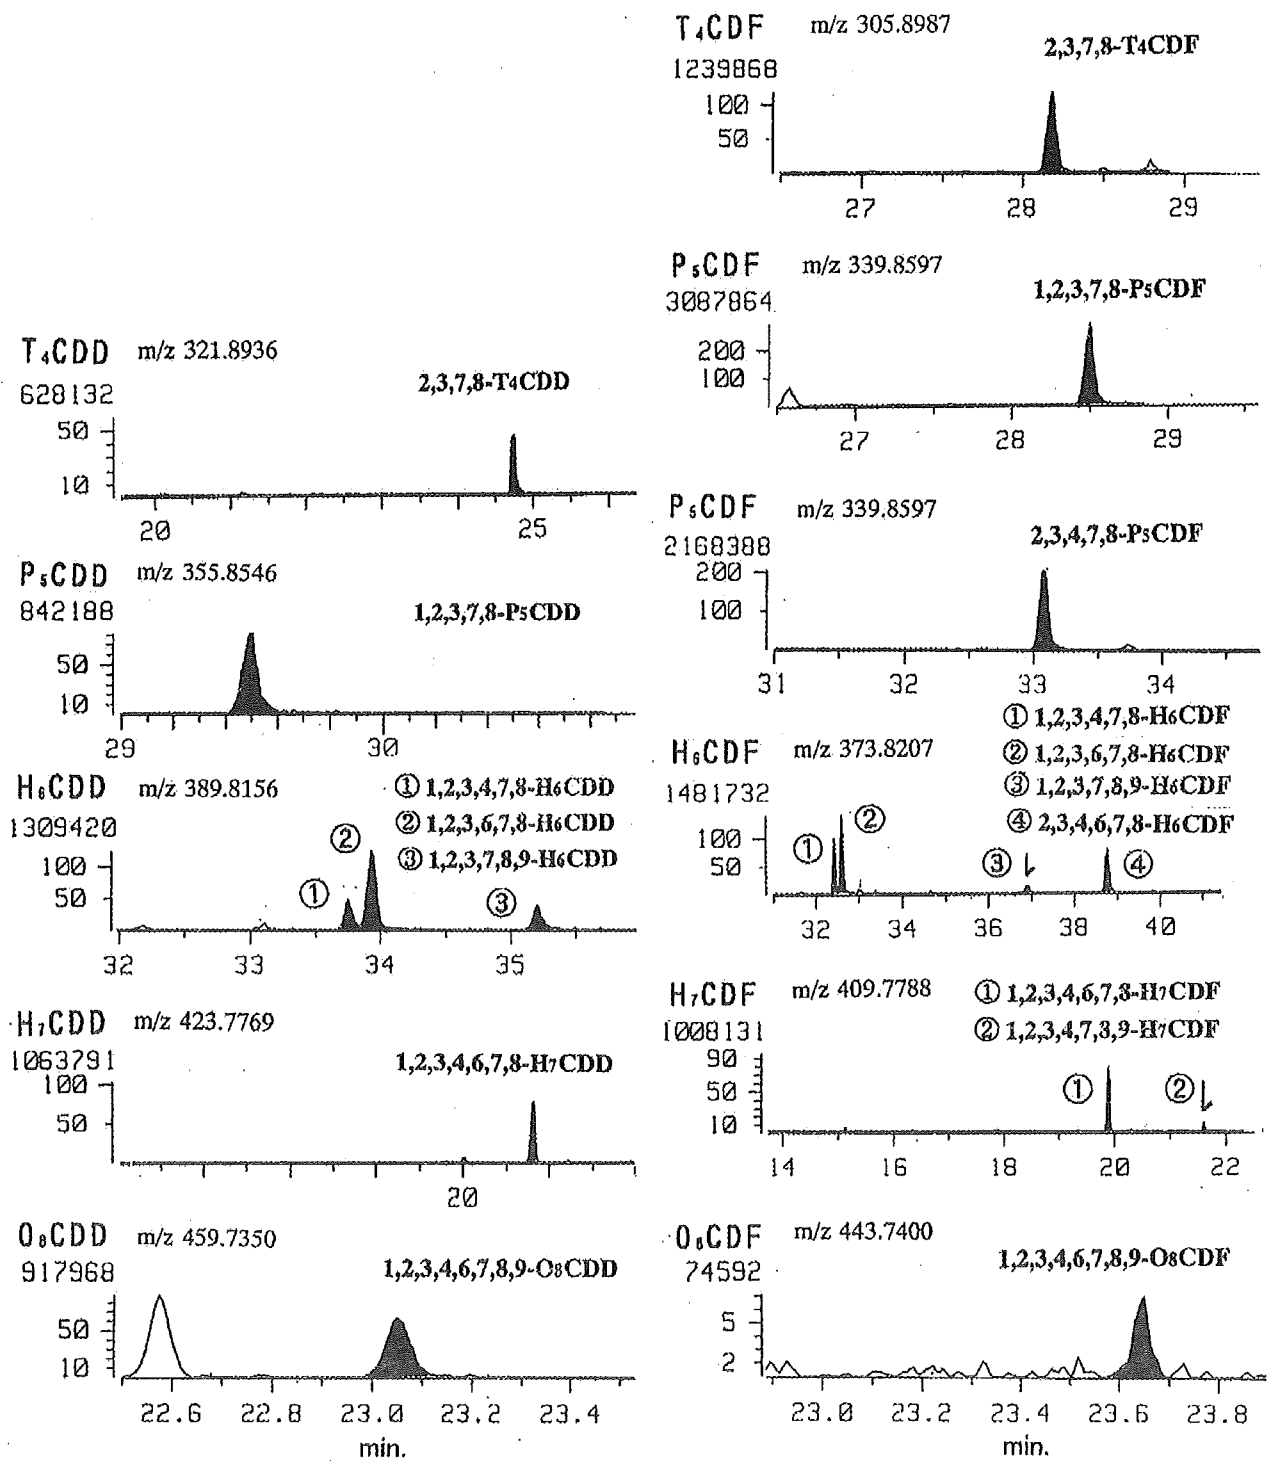 T₄CDD m/z 321.8936
628132
2,3,7,8-T4CDD
50
10
20 25
P₅CDD m/z 355.8546
842188
1,2,3,7,8-P5CDD
50
10
29 30
H₆CDD m/z 389.8156
1309420
① 1,2,3,4,7,8-H6CDD
② 1,2,3,6,7,8-H6CDD
③ 1,2,3,7,8,9-H6CDD
100
50
① ② ③
32 33 34 35
H₇CDD m/z 423.7769
1063791
1,2,3,4,6,7,8-H7CDD
100
50
20
O₈CDD m/z 459.7350
917968
1,2,3,4,6,7,8,9-O8CDD
50
10
22.6 22.8 23.0 23.2 23.4
min.
T₄CDF m/z 305.8987
1239868
2,3,7,8-T4CDF
100
50
27 28 29
P₅CDF m/z 339.8597
3087864
1,2,3,7,8-P5CDF
200
100
27 28 29
P₅CDF m/z 339.8597
2168388
2,3,4,7,8-P5CDF
200
100
31 32 33 34
H₆CDF m/z 373.8207
1481732
① 1,2,3,4,7,8-H6CDF
② 1,2,3,6,7,8-H6CDF
③ 1,2,3,7,8,9-H6CDF
④ 2,3,4,6,7,8-H6CDF
100
50
① ② ③ ④
32 34 36 38 40
H₇CDF m/z 409.7788
1008131
① 1,2,3,4,6,7,8-H7CDF
② 1,2,3,4,7,8,9-H7CDF
90
50
10
① ②
14 16 18 20 22
O₈CDF m/z 443.7400
74592
1,2,3,4,6,7,8,9-O8CDF
5
2
23.0 23.2 23.4 23.6 23.8
min.